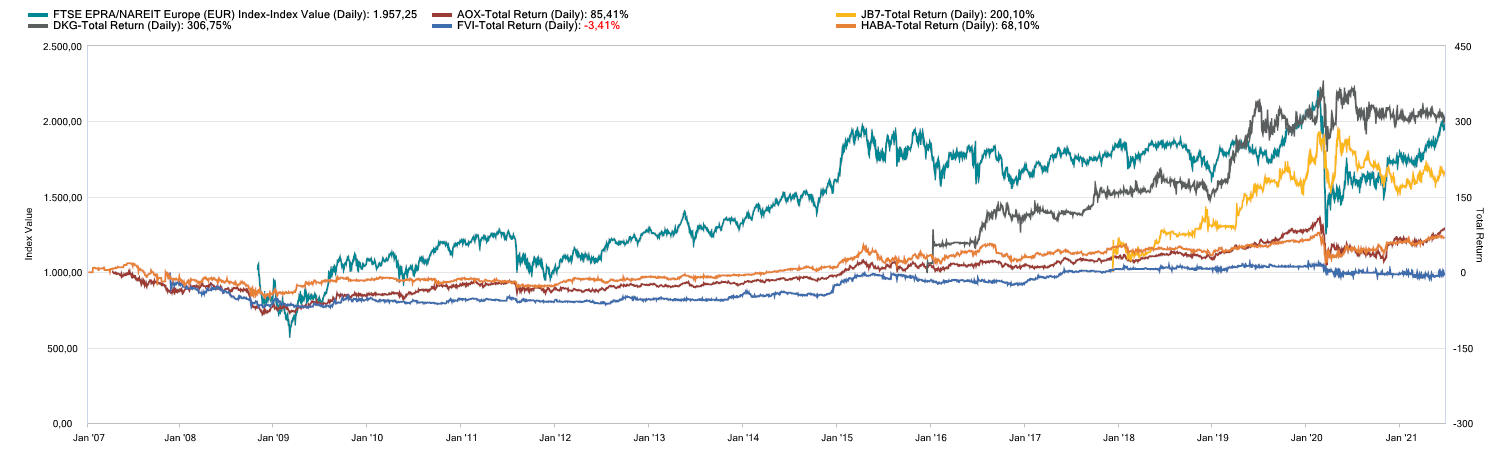 FTSE EPRA/NAREIT Europe (EUR) Index-Index Value (Daily): 1.957,25 AOX-Total Return (Daily): 85,41% JB7-Total Return (Daily): 200,10%
DKG-Total Return (Daily): 306,75% FVI-Total Return (Daily): -3,41% HABA-Total Return (Daily): 68,10%
2.500,00 450
2.000,00 300
1.500,00 150
1.000,00 0
500,00 -150
0,00 -300
Index Value
Total Return
Jan '07 Jan '08 Jan '09 Jan '10 Jan '11 Jan '12 Jan '13 Jan '14 Jan '15 Jan '16 Jan '17 Jan '18 Jan '19 Jan '20 Jan '21